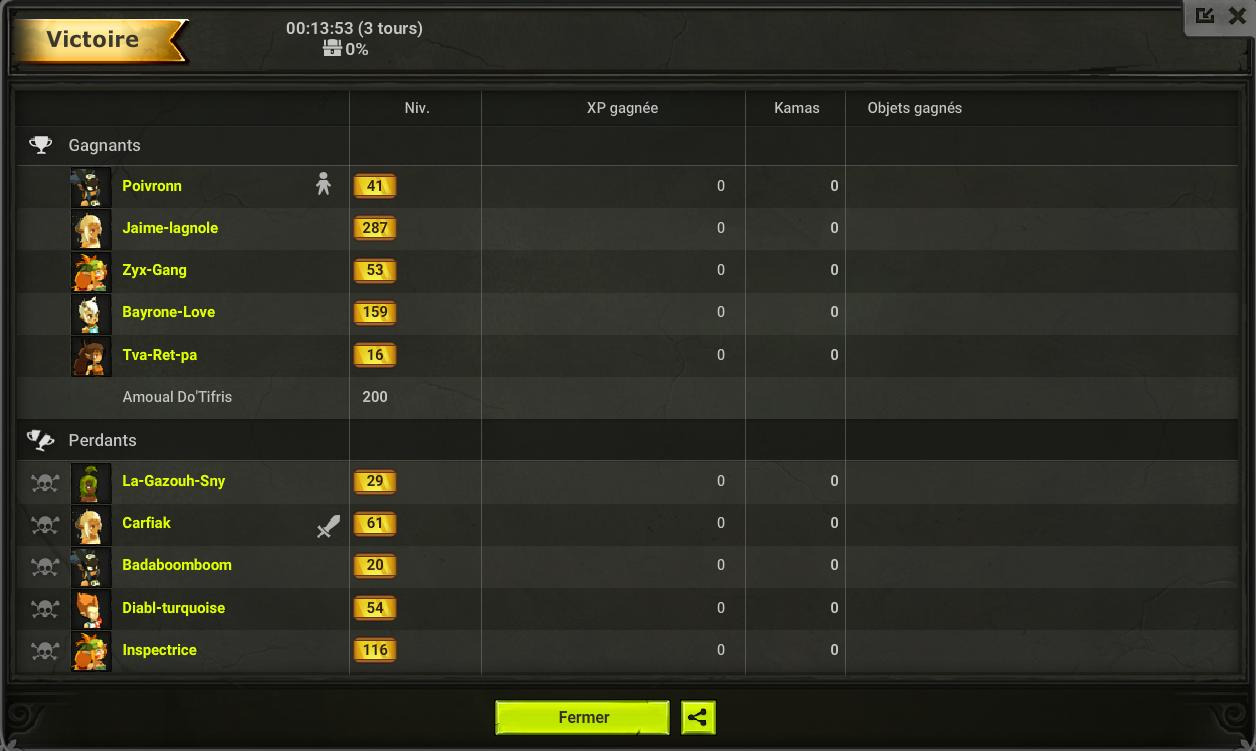 Victoire
00:13:53 (3 tours)
0%
Niv. XP gagnée Kamas Objets gagnés
Gagnants
Poivronn 41 0 0
Jaime-lagnole 287 0 0
Zyx-Gang 53 0 0
Bayrone-Love 159 0 0
Tva-Ret-pa 16 0 0
Amoual Do'Tifris 200
Perdants
La-Gazouh-Sny 29 0 0
Carfiak 61 0 0
Badaboomboom 20 0 0
Diabl-turquoise 54 0 0
Inspectrice 116 0 0
Fermer